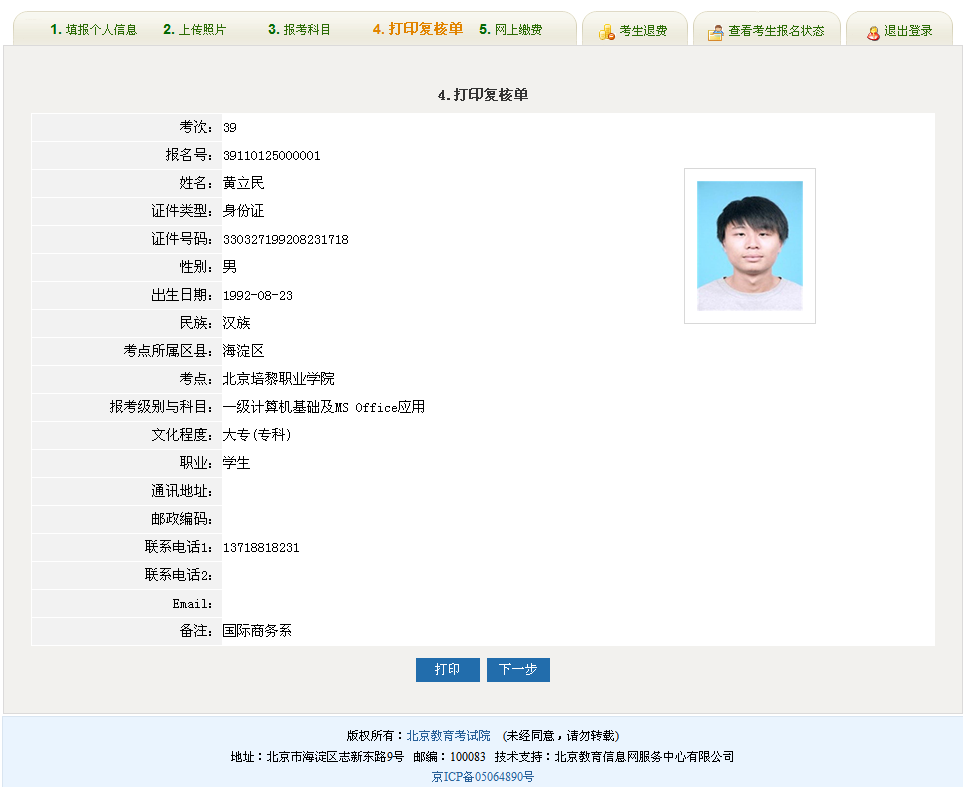 1. 填报个人信息 2. 上传照片 3. 报考科目 4. 打印复核单 5. 网上缴费 考生退费 查看考生报名状态 退出登录
4.打印复核单
考次： 39
报名号： 39110125000001
姓名： 黄立民
证件类型： 身份证
证件号码： 330327199208231718
性别： 男
出生日期： 1992-08-23
民族： 汉族
考点所属区县： 海淀区
考点： 北京培黎职业学院
报考级别与科目： 一级计算机基础及MS Office应用
文化程度： 大专(专科)
职业： 学生
通讯地址：
邮政编码：
联系电话1： 13718818231
联系电话2：
Email：
备注： 国际商务系
打印 下一步
版权所有：北京教育考试院 (未经同意，请勿转载)
地址：北京市海淀区志新东路9号 邮编：100083 技术支持：北京教育信息网服务中心有限公司
京ICP备05064890号